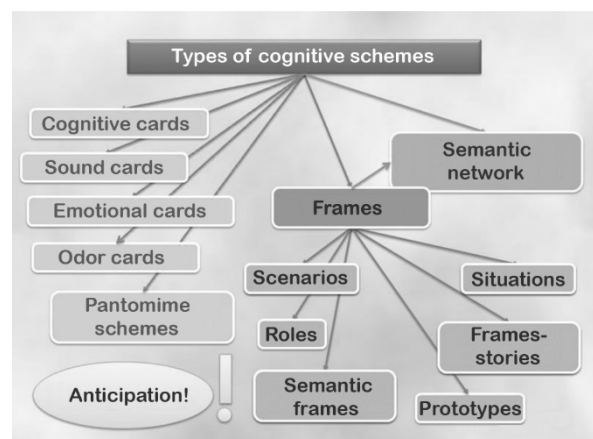 Types of cognitive schemes
Cognitive cards
Sound cards
Emotional cards
Odor cards
Pantomime
schemes
Anticipation!
!
Semantic
network
Frames
Scenarios
Situations
Roles
Frames-
stories
Semantic
frames
Prototypes